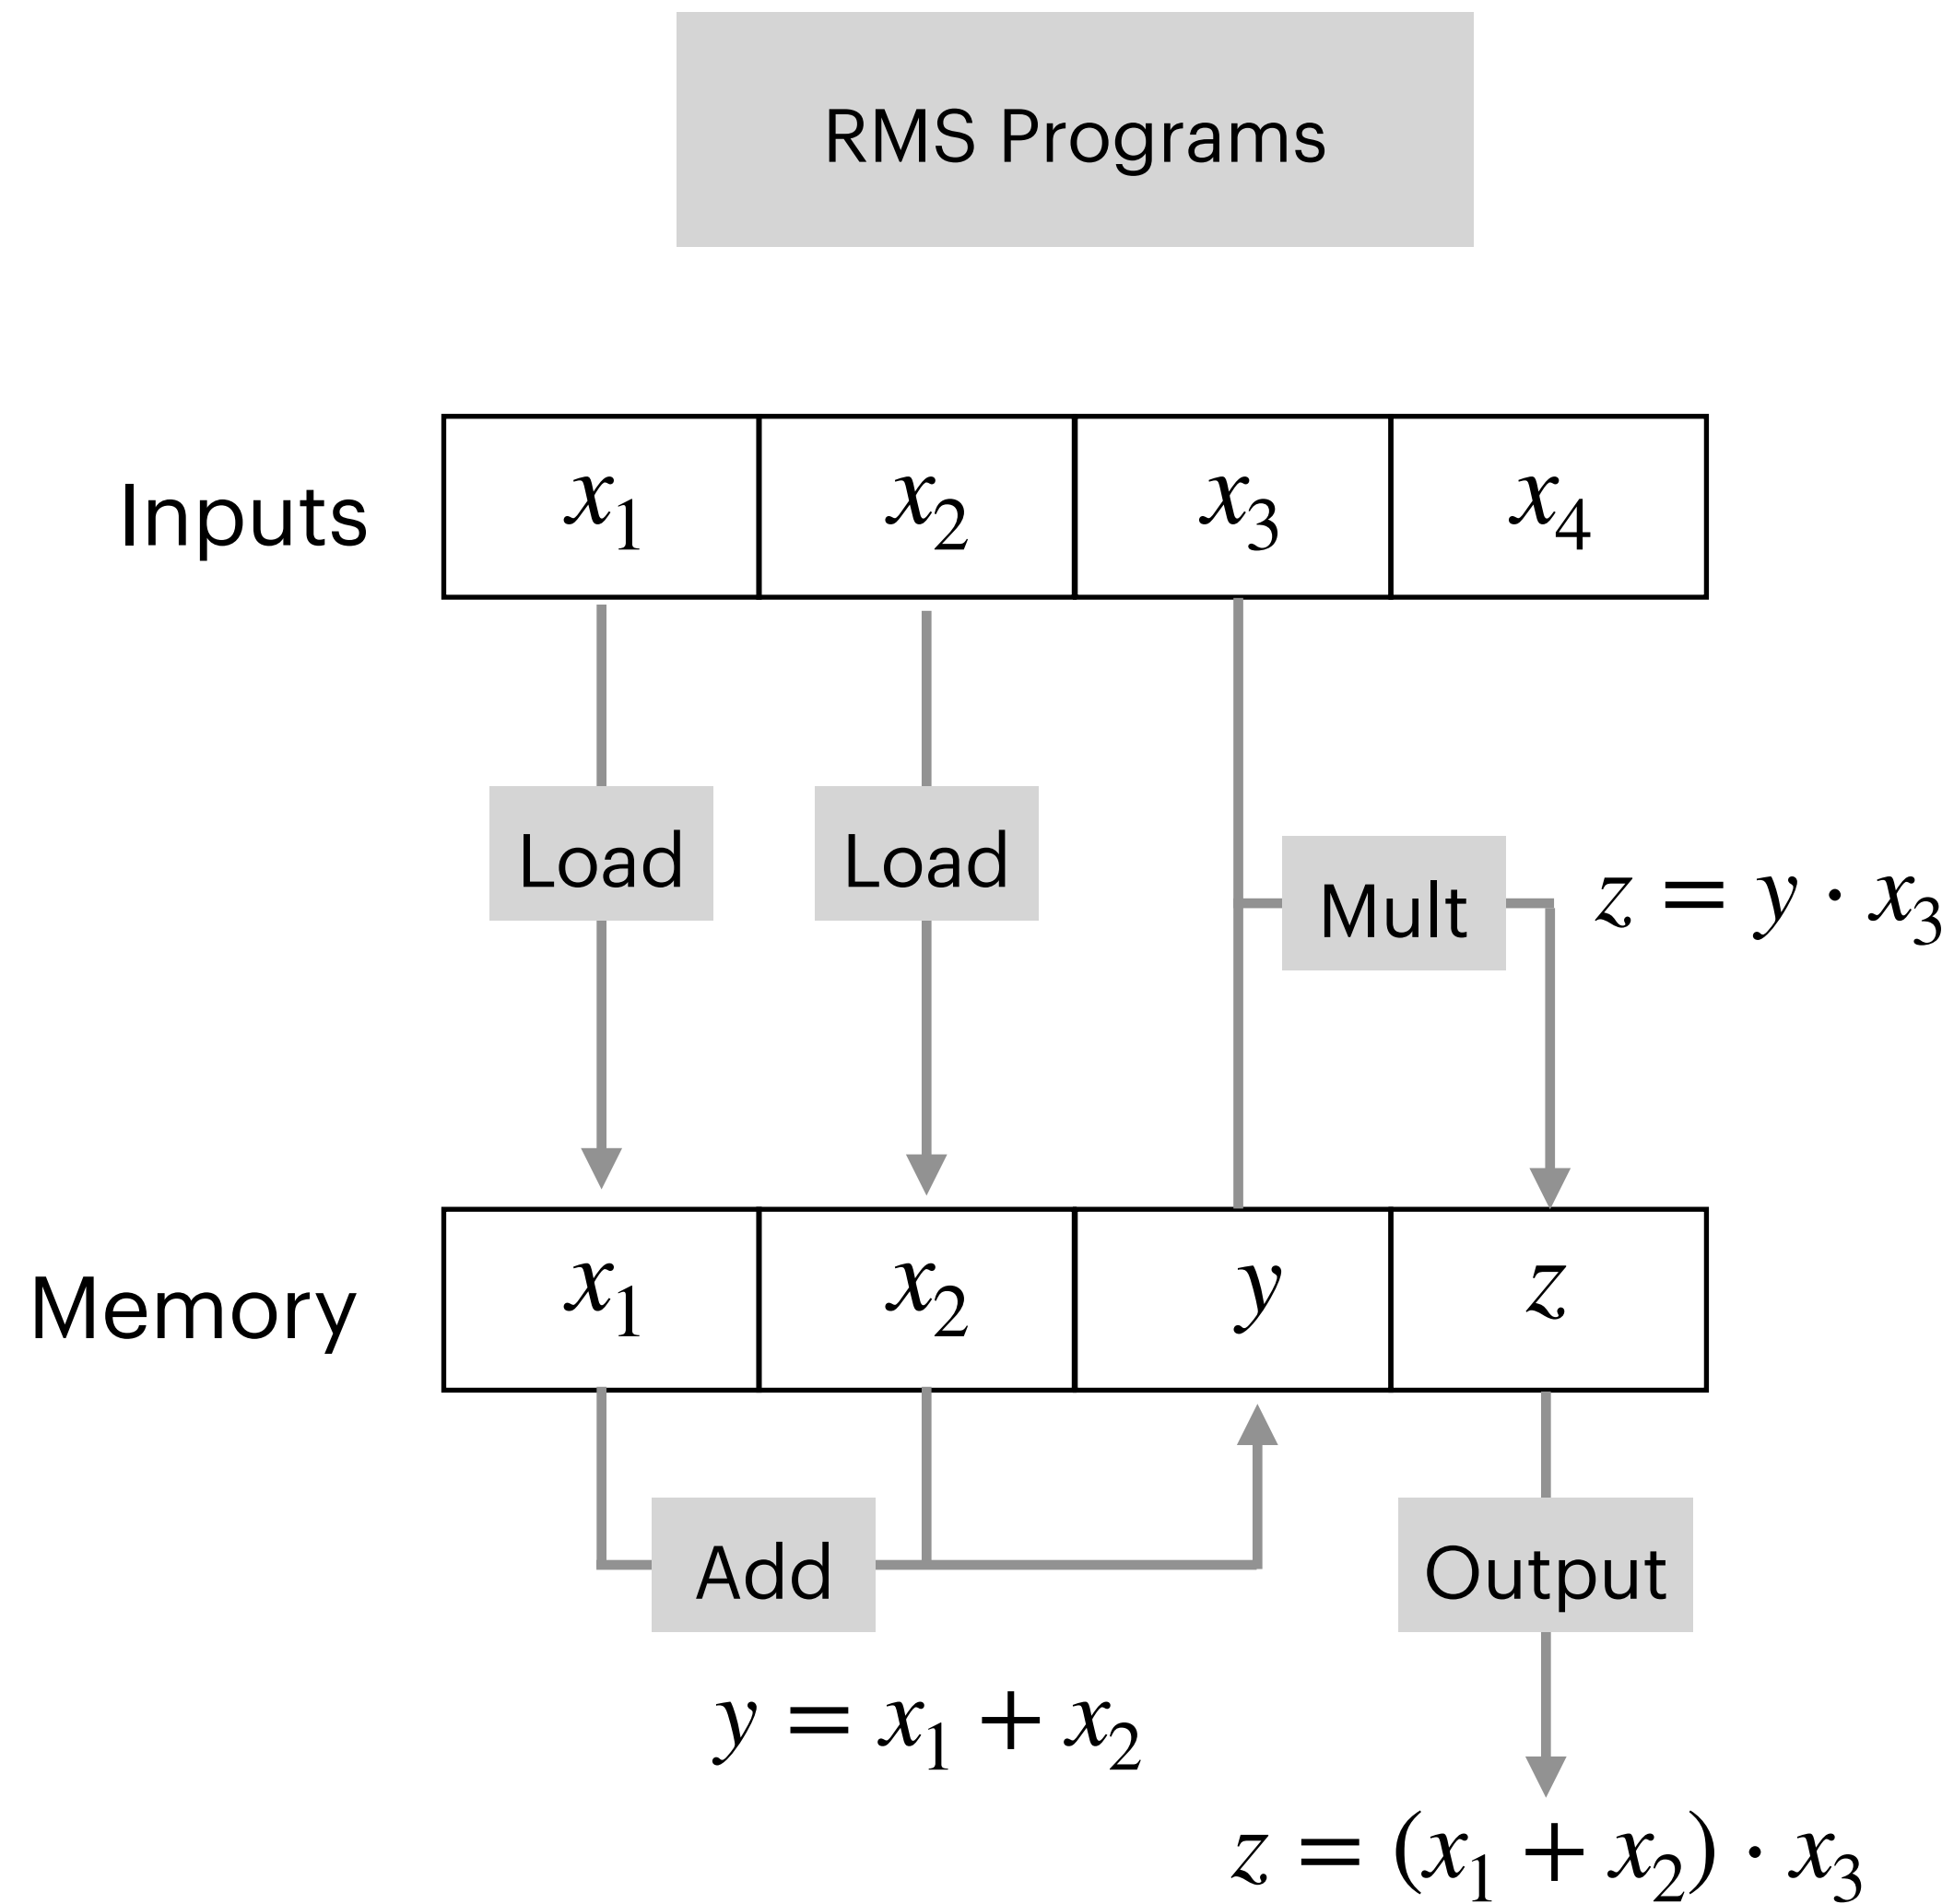 RMS Programs
Inputs x₁ x₂ x₃ x₄
Load Load Mult z = y · x₃
Memory x₁ x₂ y z
Add Output
y = x₁ + x₂
z = (x₁ + x₂) · x₃